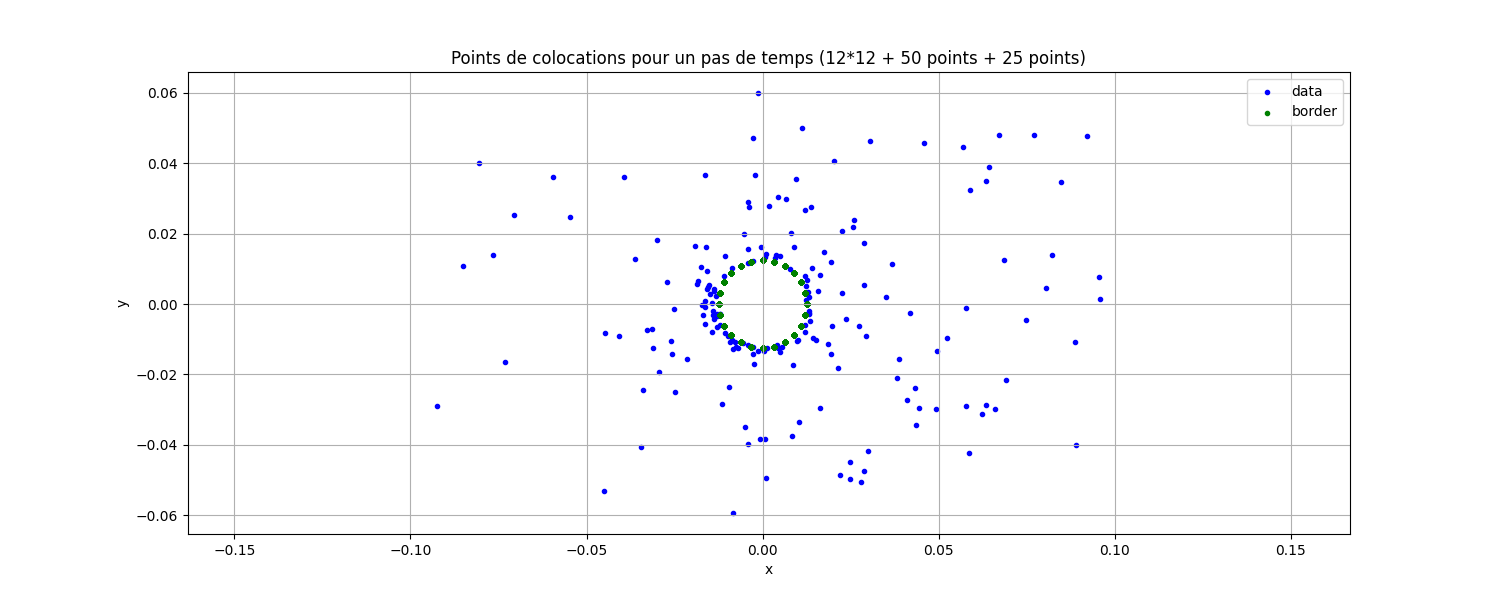 Points de colocations pour un pas de temps (12*12 + 50 points + 25 points)
data
border
0.06
0.04
0.02
0.00
−0.02
−0.04
−0.06
y
−0.15
−0.10
−0.05
0.00
0.05
0.10
0.15
x